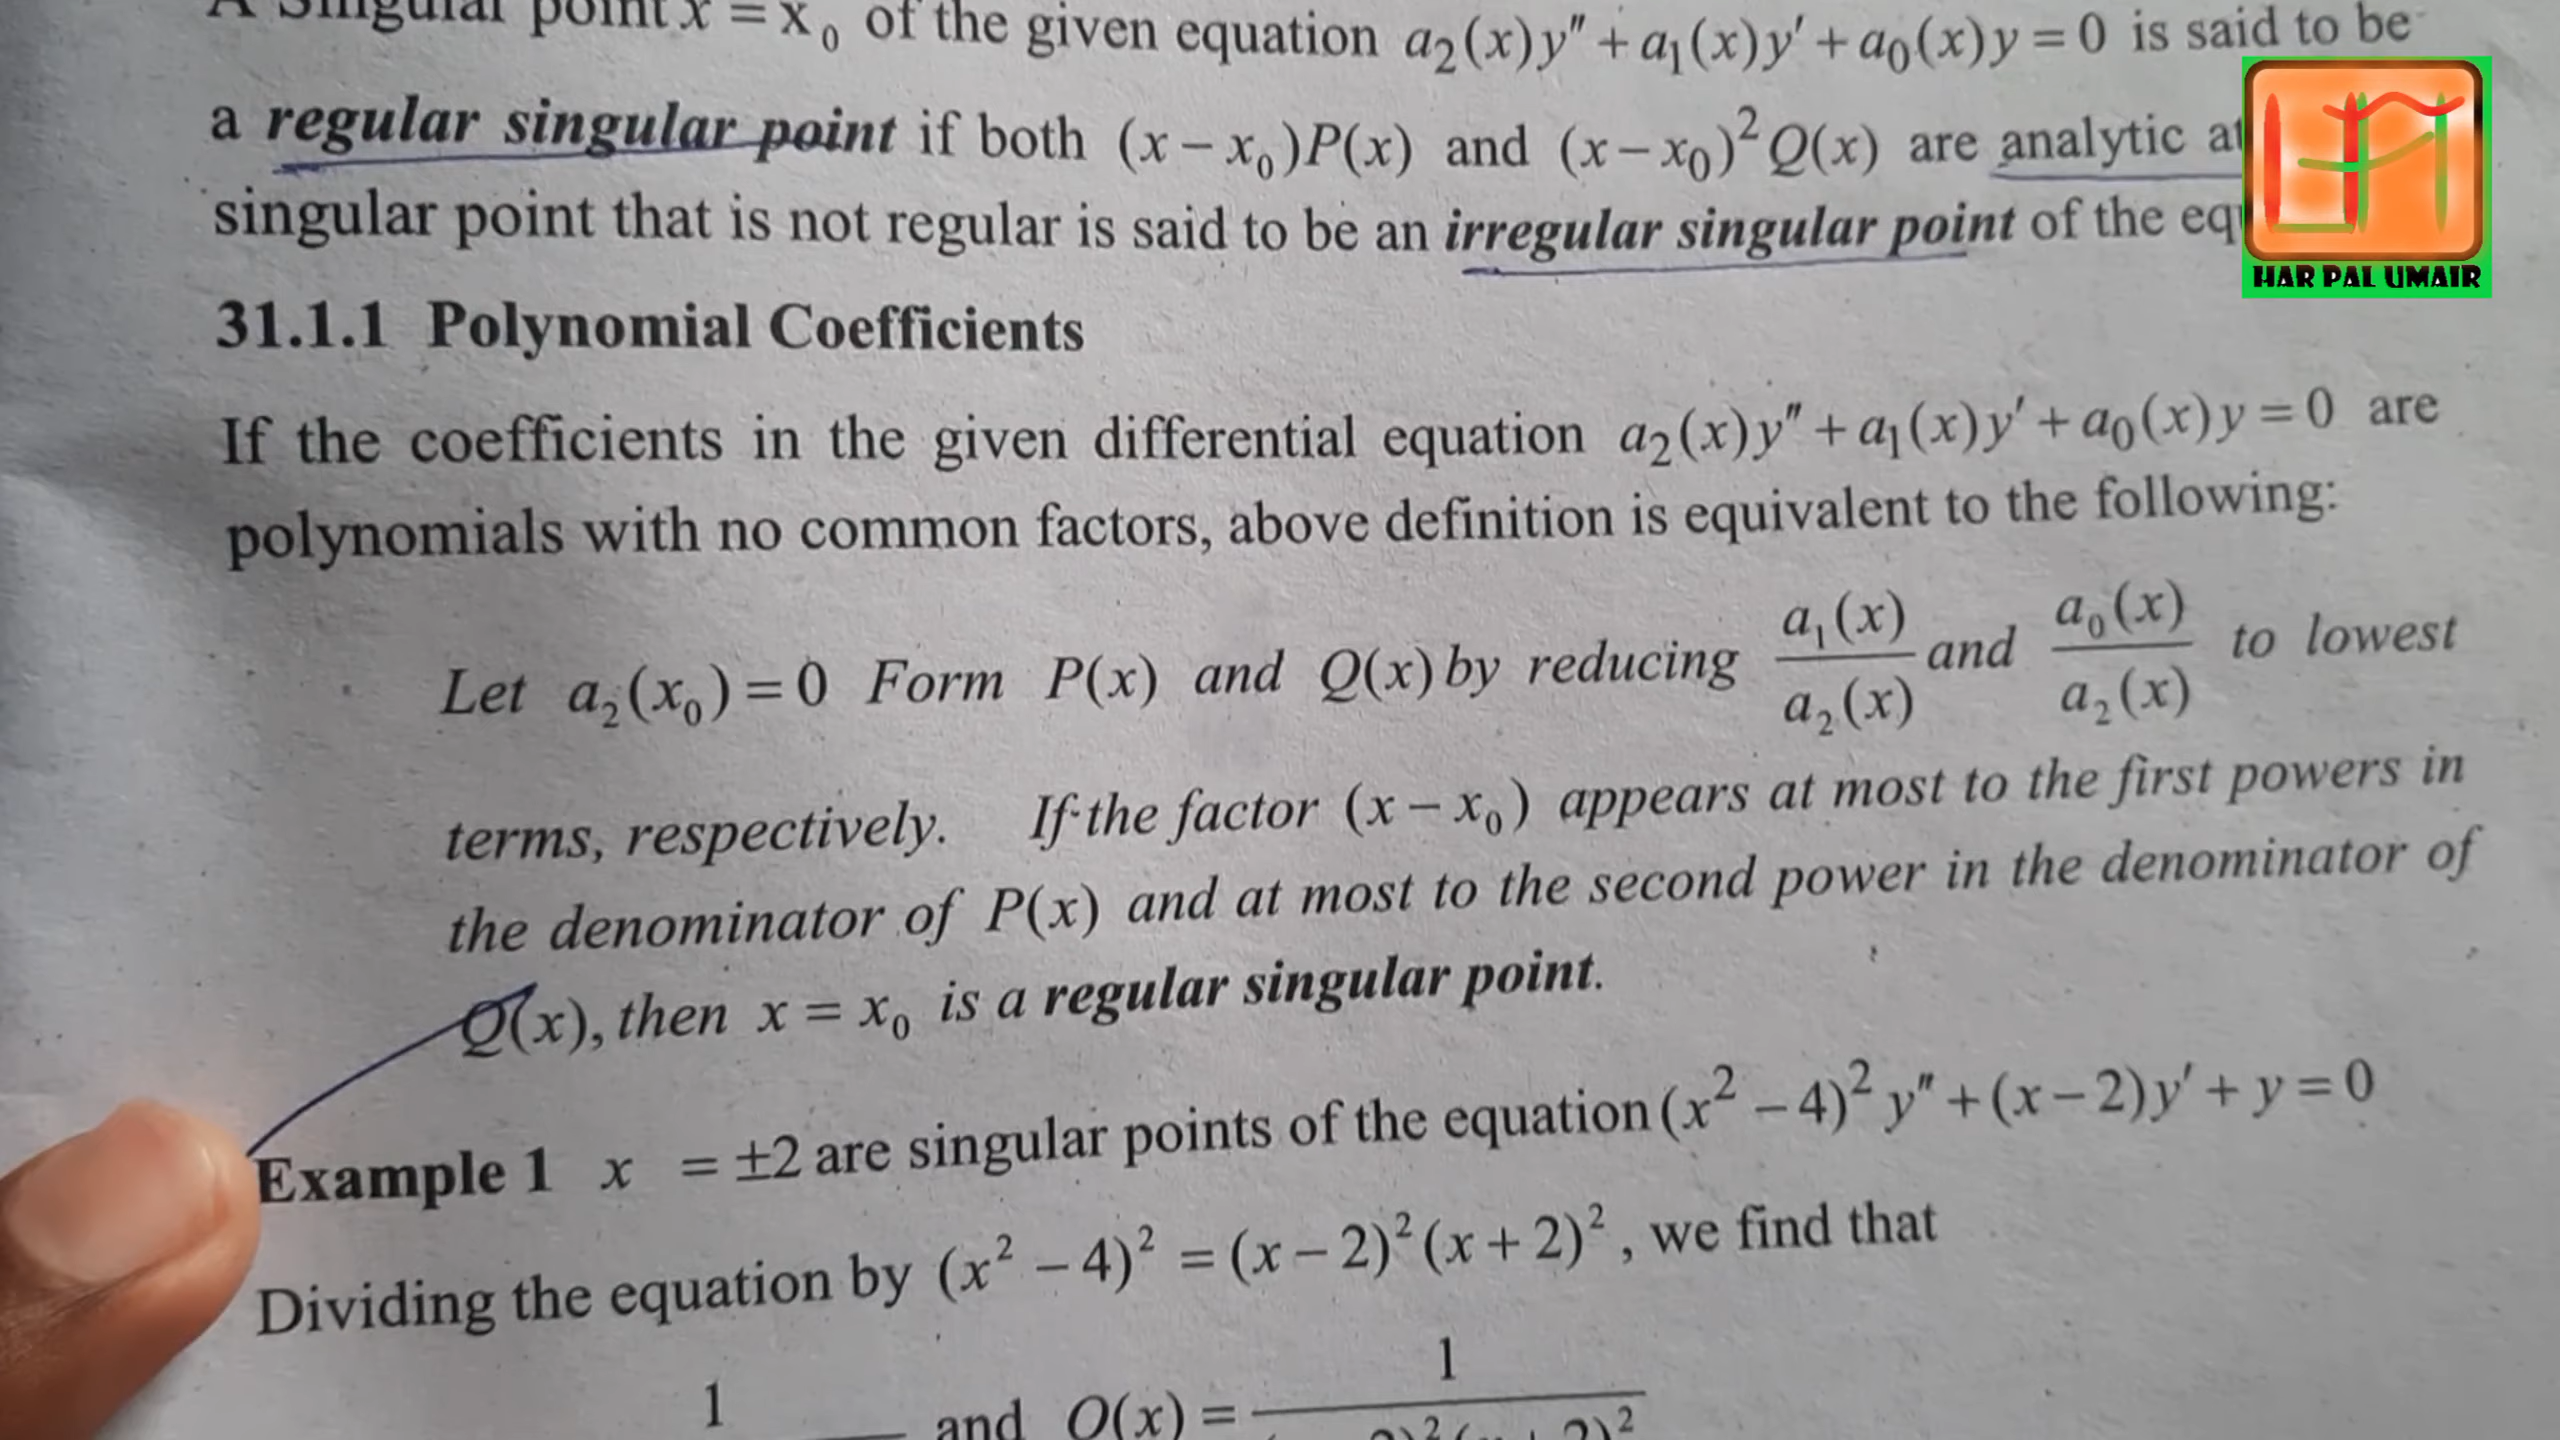 A Singular point x = x₀ of the given equation a₂(x)y″ + a₁(x)y′ + a₀(x)y = 0 is said to be
a regular singular point if both (x − x₀)P(x) and (x − x₀)²Q(x) are analytic at
singular point that is not regular is said to be an irregular singular point of the
HAR PAL UMAIR
31.1.1 Polynomial Coefficients
If the coefficients in the given differential equation a₂(x)y″ + a₁(x)y′ + a₀(x)y = 0 are
polynomials with no common factors, above definition is equivalent to the following:
Let a₂(x₀) = 0 Form P(x) and Q(x) by reducing a₁(x)/a₂(x) and a₀(x)/a₂(x) to lowest
terms, respectively. If the factor (x − x₀) appears at most to the first powers in
the denominator of P(x) and at most to the second power in the denominator of
Q(x), then x = x₀ is a regular singular point.
Example 1 x = ±2 are singular points of the equation (x² − 4)² y″ + (x − 2)y′ + y = 0
Dividing the equation by (x² − 4)² = (x − 2)² (x + 2)², we find that
1 and Q(x) = 1